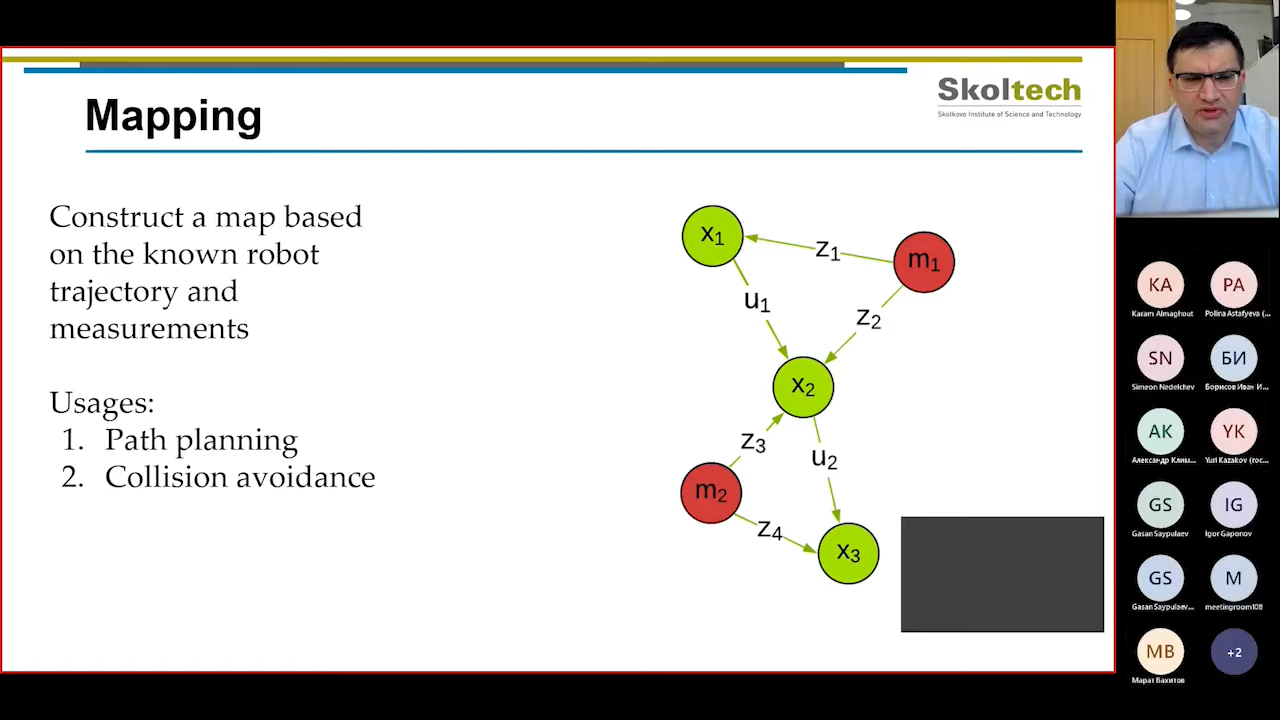 Mapping
Skoltech
Skolkovo Institute of Science and Technology
Construct a map based
on the known robot
trajectory and
measurements
Usages:
1. Path planning
2. Collision avoidance
x₁
z₁
m₁
u₁
z₂
x₂
z₃
u₂
m₂
z₄
x₃
KA
Karam Almaghout
PA
Polina Astafyeva (...
SN
Simeon Nedelchev
БИ
Борисов Иван И...
АК
Александр Клим...
YK
Yuri Kazakov (roc...
GS
Gasan Saypulaev
IG
Igor Gaponov
GS
Gasan Saypulaev...
M
meetingroom108
МВ
Марат Вахитов
+2